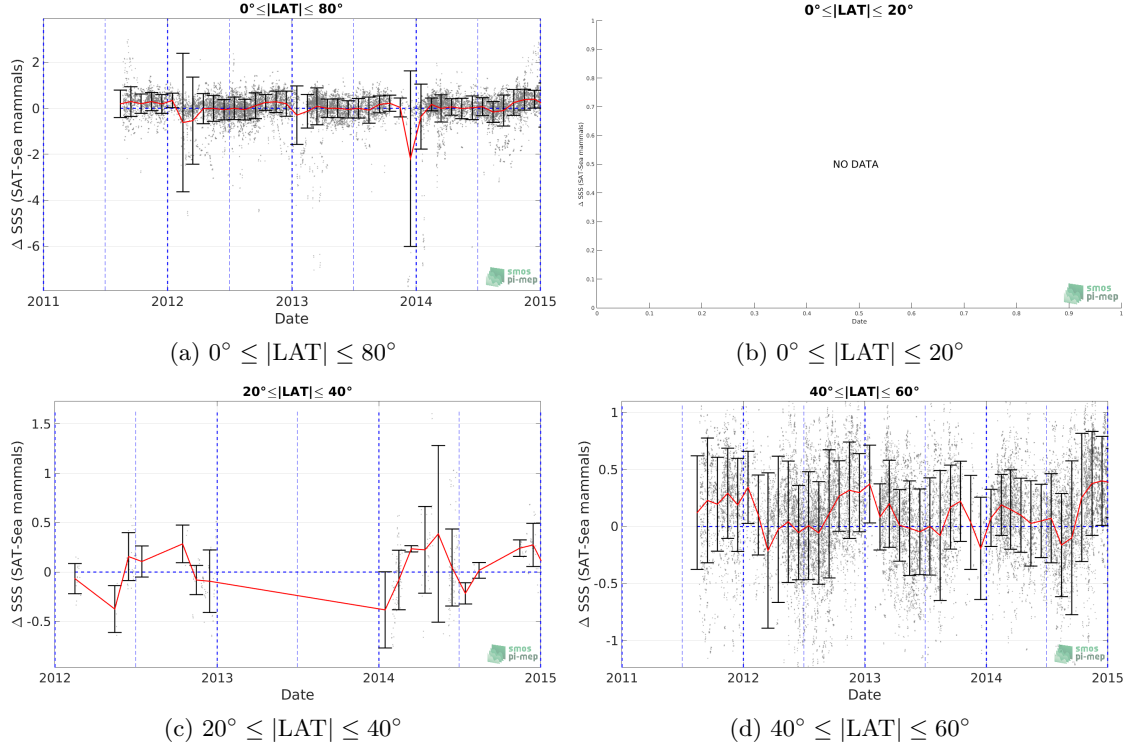 0°≤|LAT|≤ 80°
Δ SSS (SAT-Sea mammals)
2
0
-2
-4
-6
2011 2012 2013 2014 2015
Date
smos
pi-mep
(a) 0° ≤ |LAT| ≤ 80°
0°≤|LAT|≤ 20°
Δ SSS (SAT-Sea mammals)
1
0.9
0.8
0.7
0.6
0.5
0.4
0.3
0.2
0.1
0
NO DATA
0 0.1 0.2 0.3 0.4 0.5 0.6 0.7 0.8 0.9 1
Date
smos
pi-mep
(b) 0° ≤ |LAT| ≤ 20°
20°≤|LAT|≤ 40°
Δ SSS (SAT-Sea mammals)
1.5
1
0.5
0
-0.5
2012 2013 2014 2015
Date
smos
pi-mep
(c) 20° ≤ |LAT| ≤ 40°
40°≤|LAT|≤ 60°
Δ SSS (SAT-Sea mammals)
1
0.5
0
-0.5
-1
2011 2012 2013 2014 2015
Date
smos
pi-mep
(d) 40° ≤ |LAT| ≤ 60°